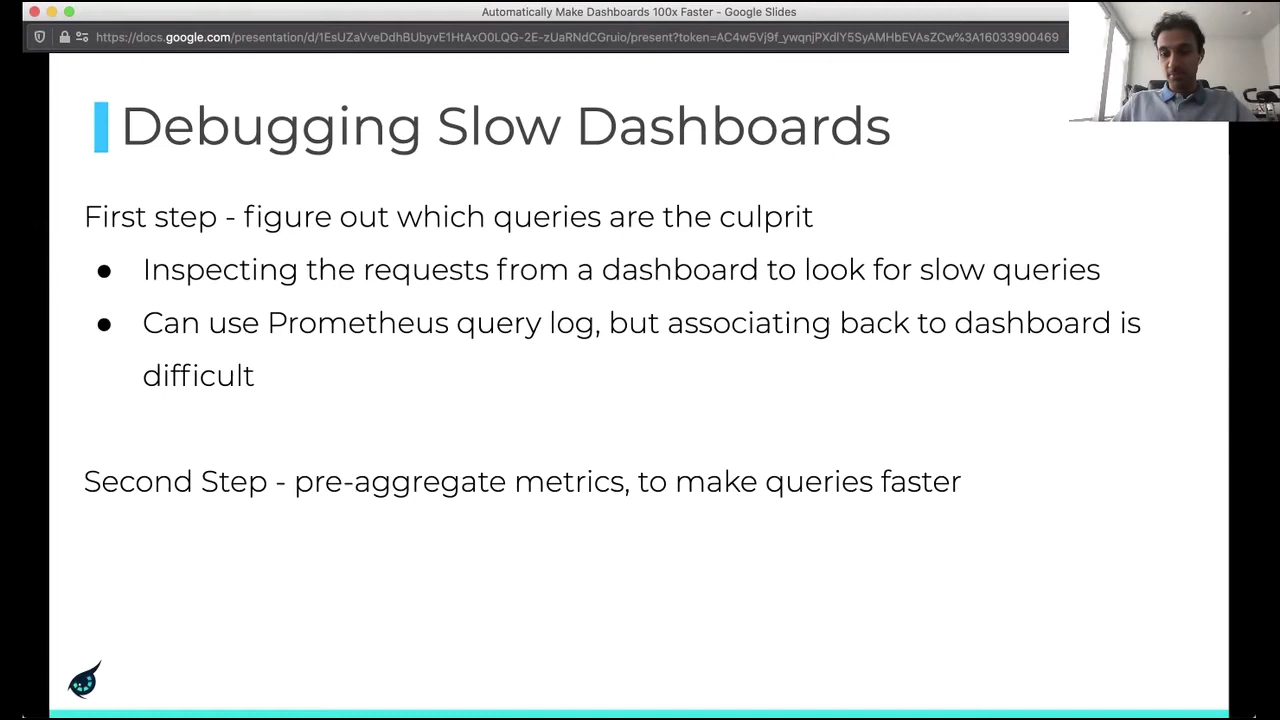 Automatically Make Dashboards 100x Faster - Google Slides
https://docs.google.com/presentation/d/1EsUZaVveDdhBUbyvE1HtAxO0LQG-2E-zUaRNdCGruio/present?token=AC4w5Vj9f_ywqnjPXdlY5SyAMHbEVAsZCw%3A16033900469
Debugging Slow Dashboards
First step - figure out which queries are the culprit
● Inspecting the requests from a dashboard to look for slow queries
● Can use Prometheus query log, but associating back to dashboard is
difficult
Second Step - pre-aggregate metrics, to make queries faster